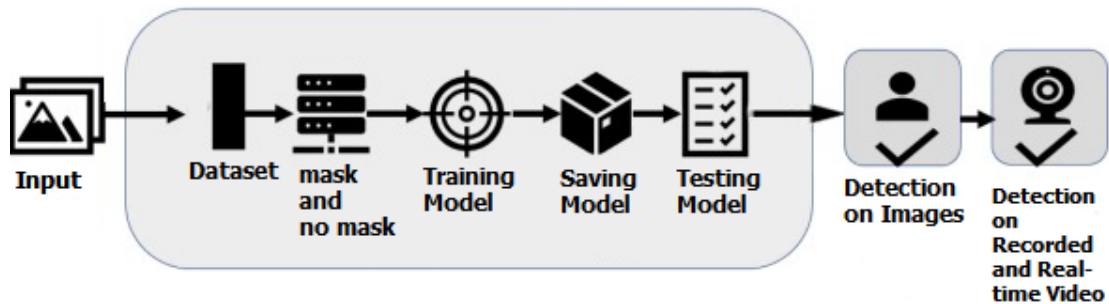 Input
Dataset
mask
and
no mask
Training
Model
Saving
Model
Testing
Model
Detection
on Images
Detection
on
Recorded
and Real-
time Video